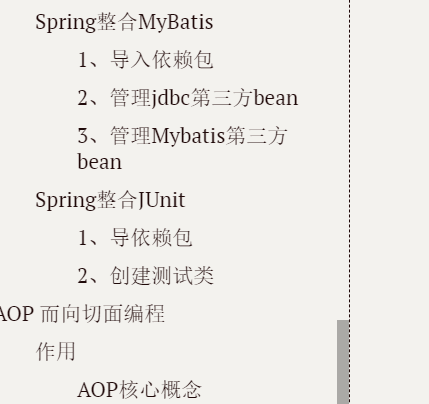 Spring整合MyBatis
1、导入依赖包
2、管理jdbc第三方bean
3、管理Mybatis第三方
bean
Spring整合JUnit
1、导依赖包
2、创建测试类
AOP 而向切面编程
作用
AOP核心概念